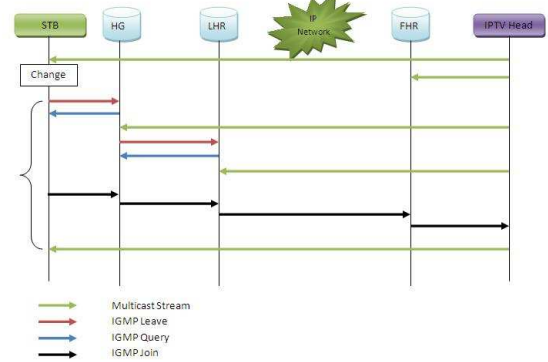 STB
HG
LHR
IP
Network
FHR
IPTV Head
Change
Multicast Stream
IGMP Leave
IGMP Query
IGMP Join